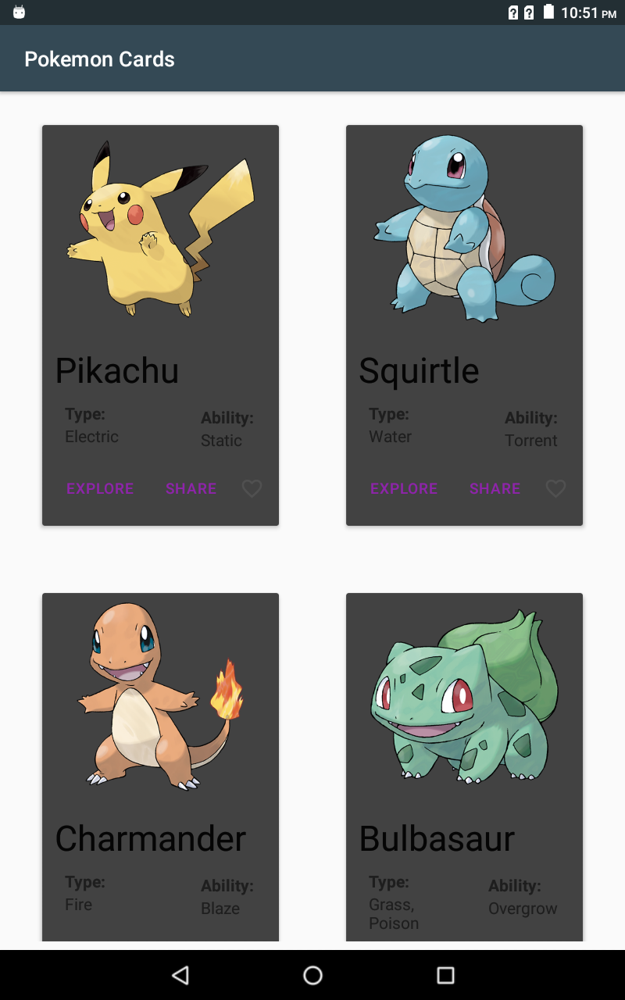 10:51 PM
Pokemon Cards
Pikachu
Type:
Electric
Ability:
Static
EXPLORE SHARE
Squirtle
Type:
Water
Ability:
Torrent
EXPLORE SHARE
Charmander
Type:
Fire
Ability:
Blaze
Bulbasaur
Type:
Grass,
Poison
Ability:
Overgrow